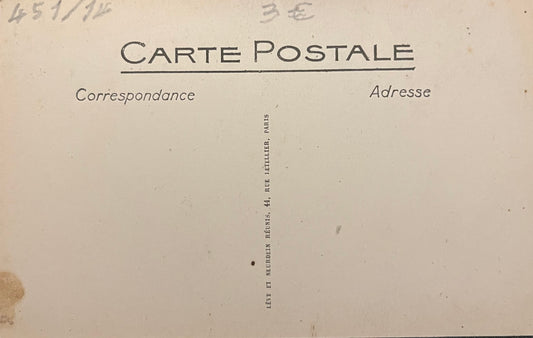 451/14 3 €
CARTE POSTALE
Correspondance Adresse
LÉVY ET NEURDEIN RÉUNIS, 44, RUE LETELLIER, PARIS